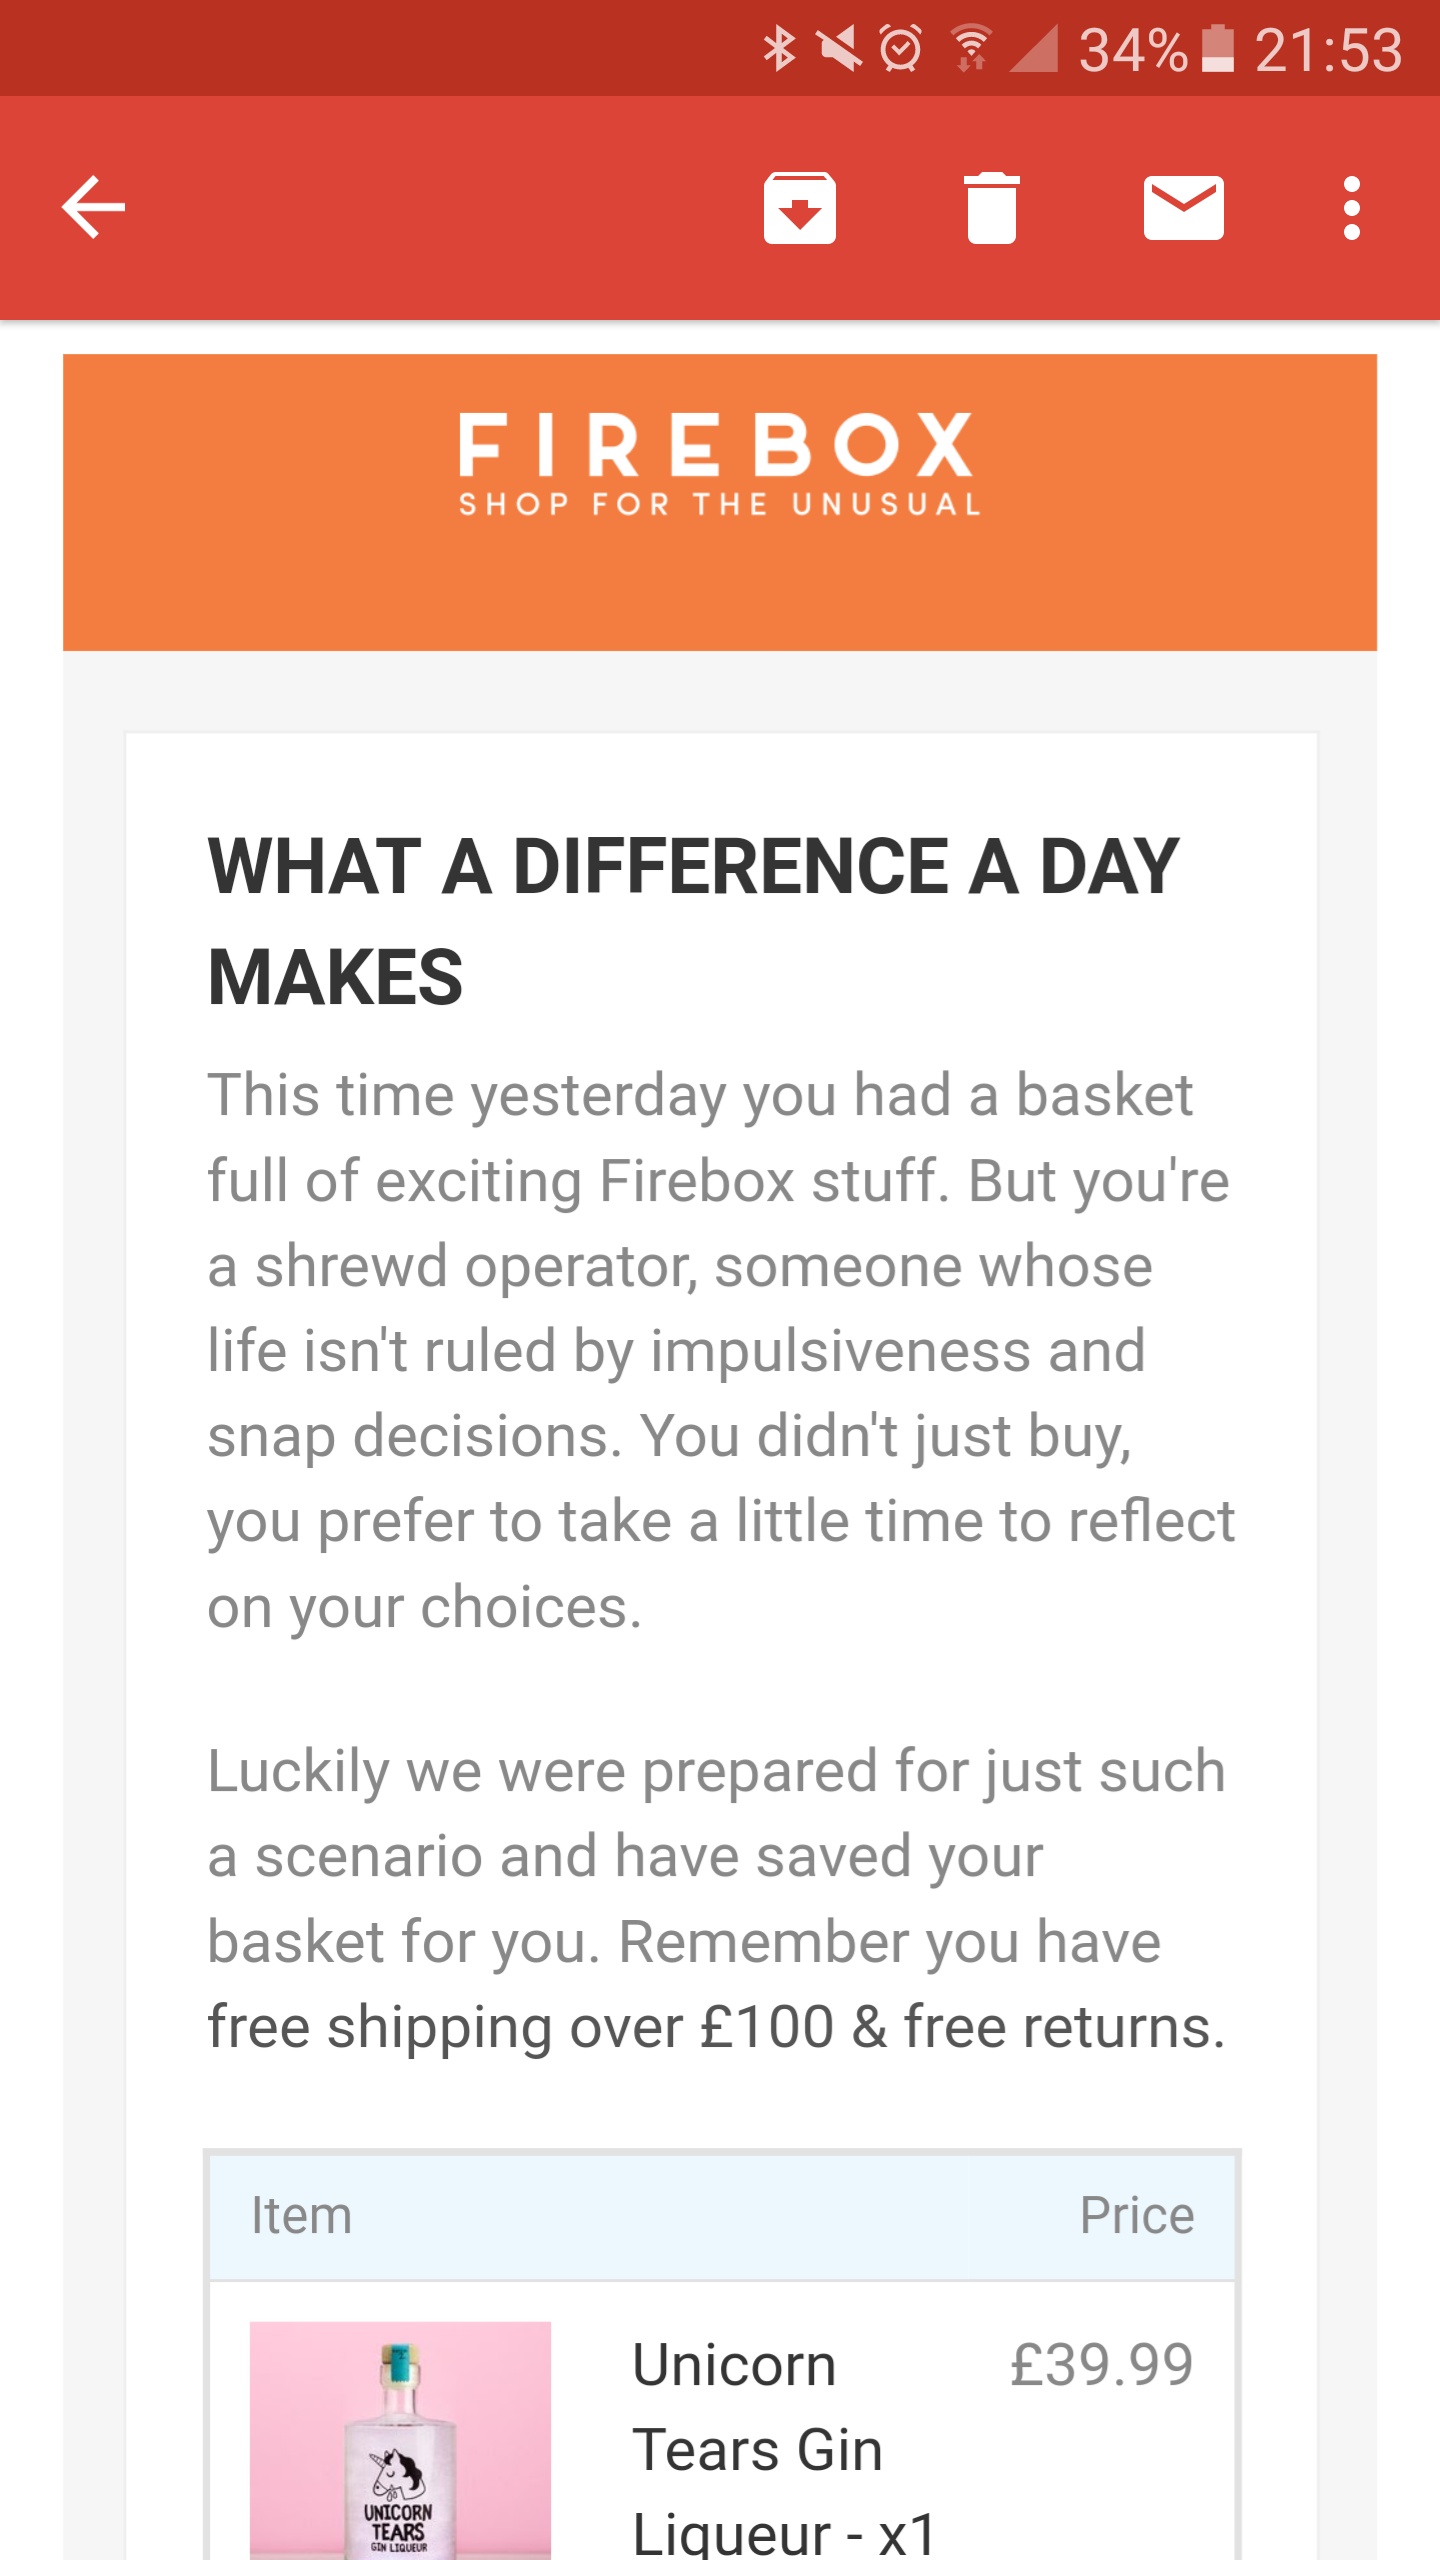 34% 21:53
FIREBOX
SHOP FOR THE UNUSUAL
WHAT A DIFFERENCE A DAY
MAKES
This time yesterday you had a basket
full of exciting Firebox stuff. But you're
a shrewd operator, someone whose
life isn't ruled by impulsiveness and
snap decisions. You didn't just buy,
you prefer to take a little time to reflect
on your choices.
Luckily we were prepared for just such
a scenario and have saved your
basket for you. Remember you have
free shipping over £100 & free returns.
Item Price
Unicorn £39.99
Tears Gin
Liqueur - x1
UNICORN
TEARS
GIN LIQUEUR